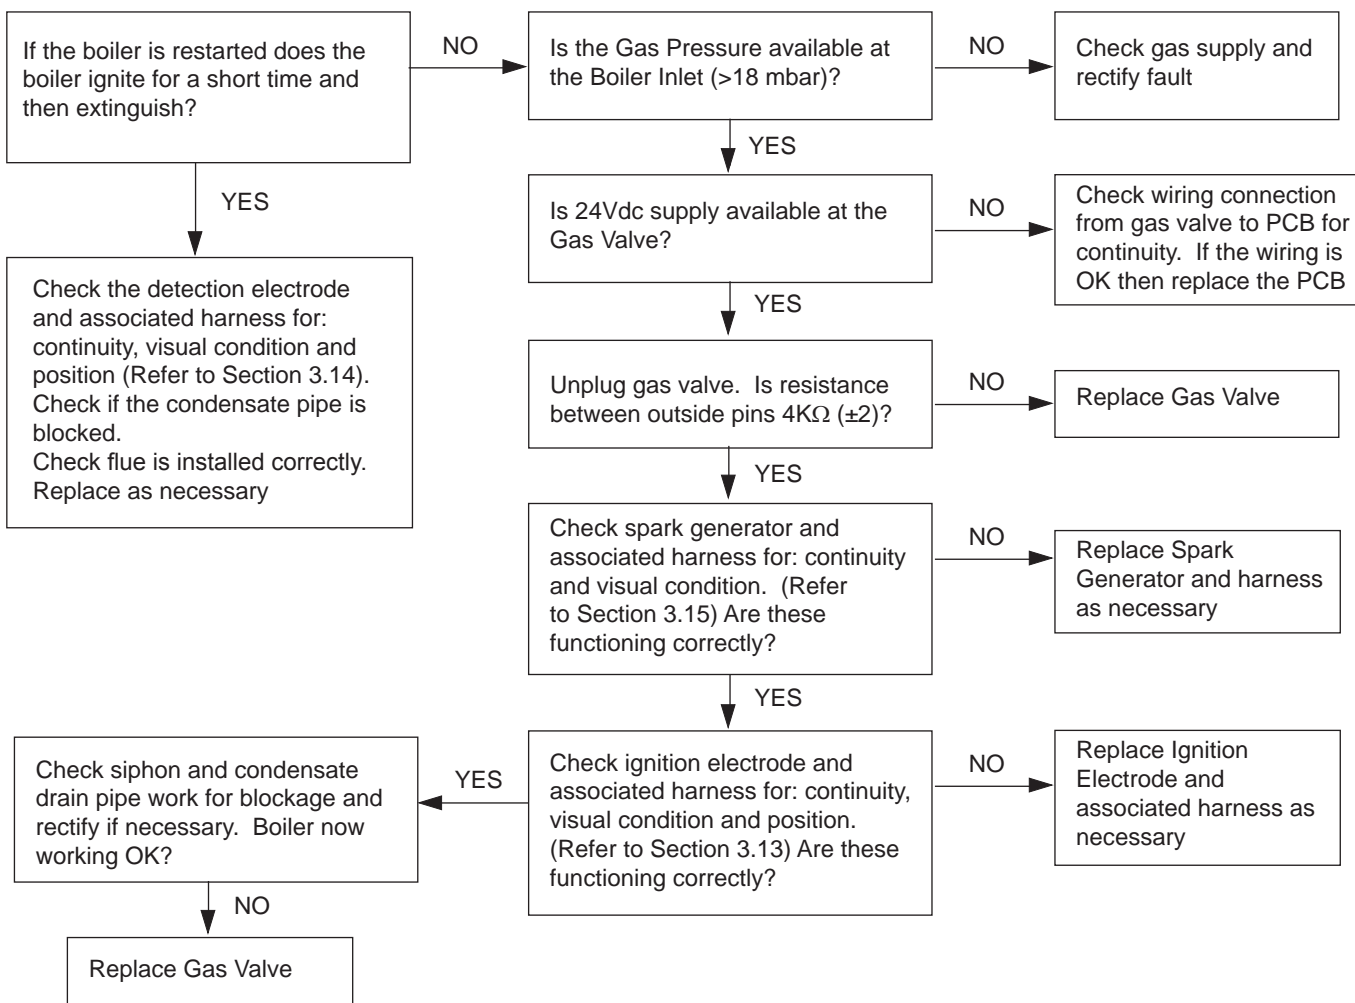 If the boiler is restarted does the
boiler ignite for a short time and
then extinguish?
NO
Is the Gas Pressure available at
the Boiler Inlet (>18 mbar)?
NO
Check gas supply and
rectify fault
YES
YES
Is 24Vdc supply available at the
Gas Valve?
NO
Check wiring connection
from gas valve to PCB for
continuity. If the wiring is
OK then replace the PCB
Check the detection electrode
and associated harness for:
continuity, visual condition and
position (Refer to Section 3.14).
Check if the condensate pipe is
blocked.
Check flue is installed correctly.
Replace as necessary
YES
Unplug gas valve. Is resistance
between outside pins 4KΩ (±2)?
NO
Replace Gas Valve
YES
Check spark generator and
associated harness for: continuity
and visual condition. (Refer
to Section 3.15) Are these
functioning correctly?
NO
Replace Spark
Generator and harness
as necessary
YES
Check ignition electrode and
associated harness for: continuity,
visual condition and position.
(Refer to Section 3.13) Are these
functioning correctly?
NO
Replace Ignition
Electrode and
associated harness as
necessary
YES
Check siphon and condensate
drain pipe work for blockage and
rectify if necessary. Boiler now
working OK?
NO
Replace Gas Valve